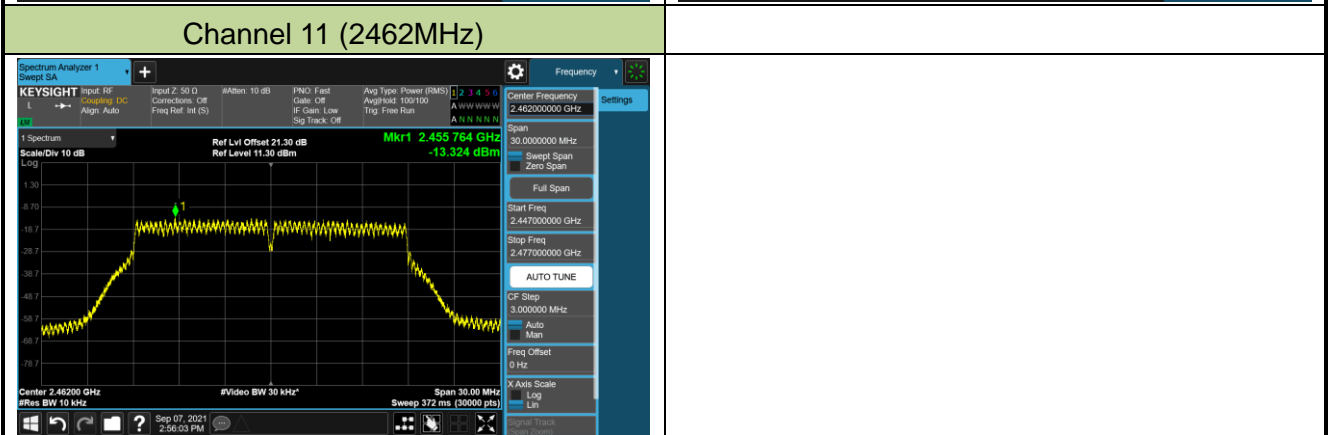 Channel 11 (2462MHz)
Spectrum Analyzer 1
Swept SA
+
Frequency
KEYSIGHT
L
Input: RF
Coupling: DC
Align: Auto
Input Z: 50 Ω
Corrections: Off
Freq Ref: Int (S)
#Atten: 10 dB
PNO: Fast
Gate: Off
IF Gain: Low
Sig Track: Off
Avg Type: Power (RMS)
Avg|Hold: 100/100
Trig: Free Run
1 2 3 4 5 6
A W W W W W
A N N N N N
Settings
1 Spectrum
Scale/Div 10 dB
Log
Ref Lvl Offset 21.30 dB
Ref Level 11.30 dBm
Mkr1 2.455 764 GHz
-13.324 dBm
1
1.30
-8.70
-18.7
-28.7
-38.7
-48.7
-58.7
-68.7
-78.7
Center 2.46200 GHz
#Res BW 10 kHz
#Video BW 30 kHz*
Span 30.00 MHz
Sweep 372 ms (30000 pts)
Center Frequency
2.462000000 GHz
Span
30.0000000 MHz
Swept Span
Zero Span
Full Span
Start Freq
2.447000000 GHz
Stop Freq
2.477000000 GHz
AUTO TUNE
CF Step
3.000000 MHz
Auto
Man
Freq Offset
0 Hz
X Axis Scale
Log
Lin
Signal Track
(Span Zoom)
?
Sep 07, 2021
2:56:03 PM